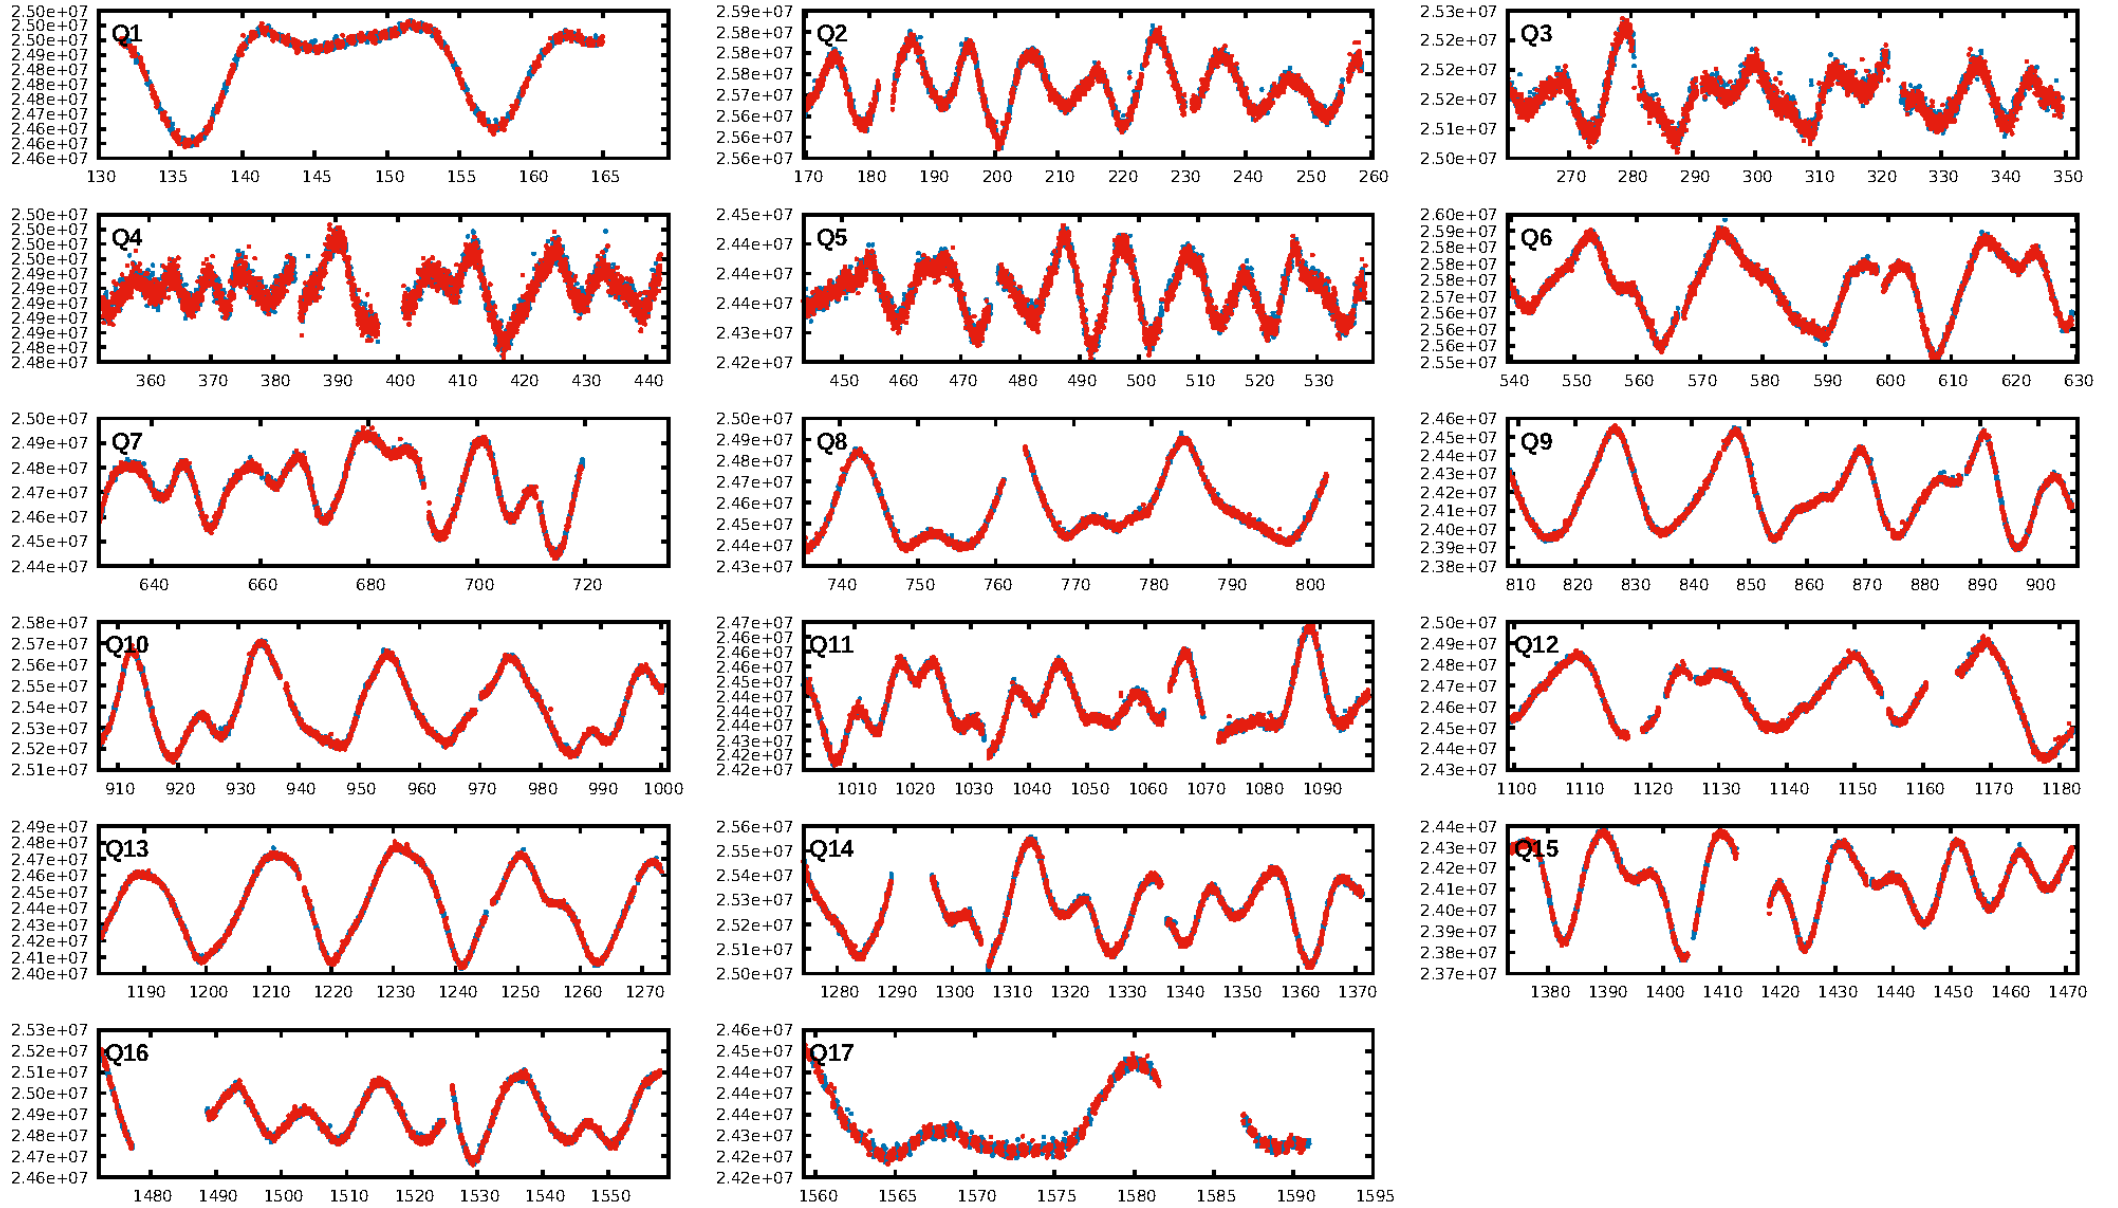 2.50e+07 2.50e+07 2.49e+07 2.49e+07 2.48e+07 2.48e+07 2.47e+07 2.47e+07 2.46e+07 2.46e+07 2.46e+07
Q1
130 135 140 145 150 155 160 165
2.59e+07 2.58e+07 2.58e+07 2.58e+07 2.57e+07 2.56e+07 2.56e+07
Q2
170 180 190 200 210 220 230 240 250 260
2.53e+07 2.52e+07 2.52e+07 2.51e+07 2.51e+07 2.50e+07
Q3
270 280 290 300 310 320 330 340 350
2.50e+07 2.50e+07 2.50e+07 2.50e+07 2.49e+07 2.49e+07 2.49e+07 2.49e+07 2.48e+07 2.48e+07
Q4
360 370 380 390 400 410 420 430 440
2.45e+07 2.44e+07 2.44e+07 2.44e+07 2.43e+07 2.42e+07
Q5
450 460 470 480 490 500 510 520 530
2.60e+07 2.59e+07 2.58e+07 2.58e+07 2.57e+07 2.57e+07 2.56e+07 2.56e+07 2.55e+07
Q6
540 550 560 570 580 590 600 610 620 630
2.50e+07 2.49e+07 2.48e+07 2.47e+07 2.46e+07 2.45e+07 2.44e+07
Q7
640 660 680 700 720
2.50e+07 2.49e+07 2.48e+07 2.47e+07 2.46e+07 2.45e+07 2.44e+07 2.43e+07
Q8
740 750 760 770 780 790 800
2.46e+07 2.45e+07 2.44e+07 2.43e+07 2.42e+07 2.41e+07 2.40e+07 2.39e+07 2.38e+07
Q9
810 820 830 840 850 860 870 880 890 900
2.58e+07 2.57e+07 2.56e+07 2.55e+07 2.54e+07 2.53e+07 2.52e+07 2.51e+07
Q10
910 920 930 940 950 960 970 980 990 1000
2.47e+07 2.46e+07 2.46e+07 2.45e+07 2.45e+07 2.44e+07 2.44e+07 2.43e+07 2.43e+07 2.42e+07 2.42e+07
Q11
1010 1020 1030 1040 1050 1060 1070 1080 1090
2.50e+07 2.49e+07 2.48e+07 2.47e+07 2.46e+07 2.45e+07 2.44e+07 2.43e+07
Q12
1100 1110 1120 1130 1140 1150 1160 1170 1180
2.49e+07 2.48e+07 2.47e+07 2.46e+07 2.45e+07 2.44e+07 2.43e+07 2.42e+07 2.41e+07 2.40e+07
Q13
1190 1200 1210 1220 1230 1240 1250 1260 1270
2.56e+07 2.55e+07 2.54e+07 2.53e+07 2.52e+07 2.51e+07 2.50e+07
Q14
1280 1290 1300 1310 1320 1330 1340 1350 1360 1370
2.44e+07 2.43e+07 2.42e+07 2.41e+07 2.40e+07 2.39e+07 2.38e+07 2.37e+07
Q15
1380 1390 1400 1410 1420 1430 1440 1450 1460 1470
2.53e+07 2.52e+07 2.51e+07 2.50e+07 2.49e+07 2.48e+07 2.47e+07 2.46e+07
Q16
1480 1490 1500 1510 1520 1530 1540 1550
2.46e+07 2.45e+07 2.44e+07 2.44e+07 2.43e+07 2.43e+07 2.42e+07 2.42e+07
Q17
1560 1565 1570 1575 1580 1585 1590 1595